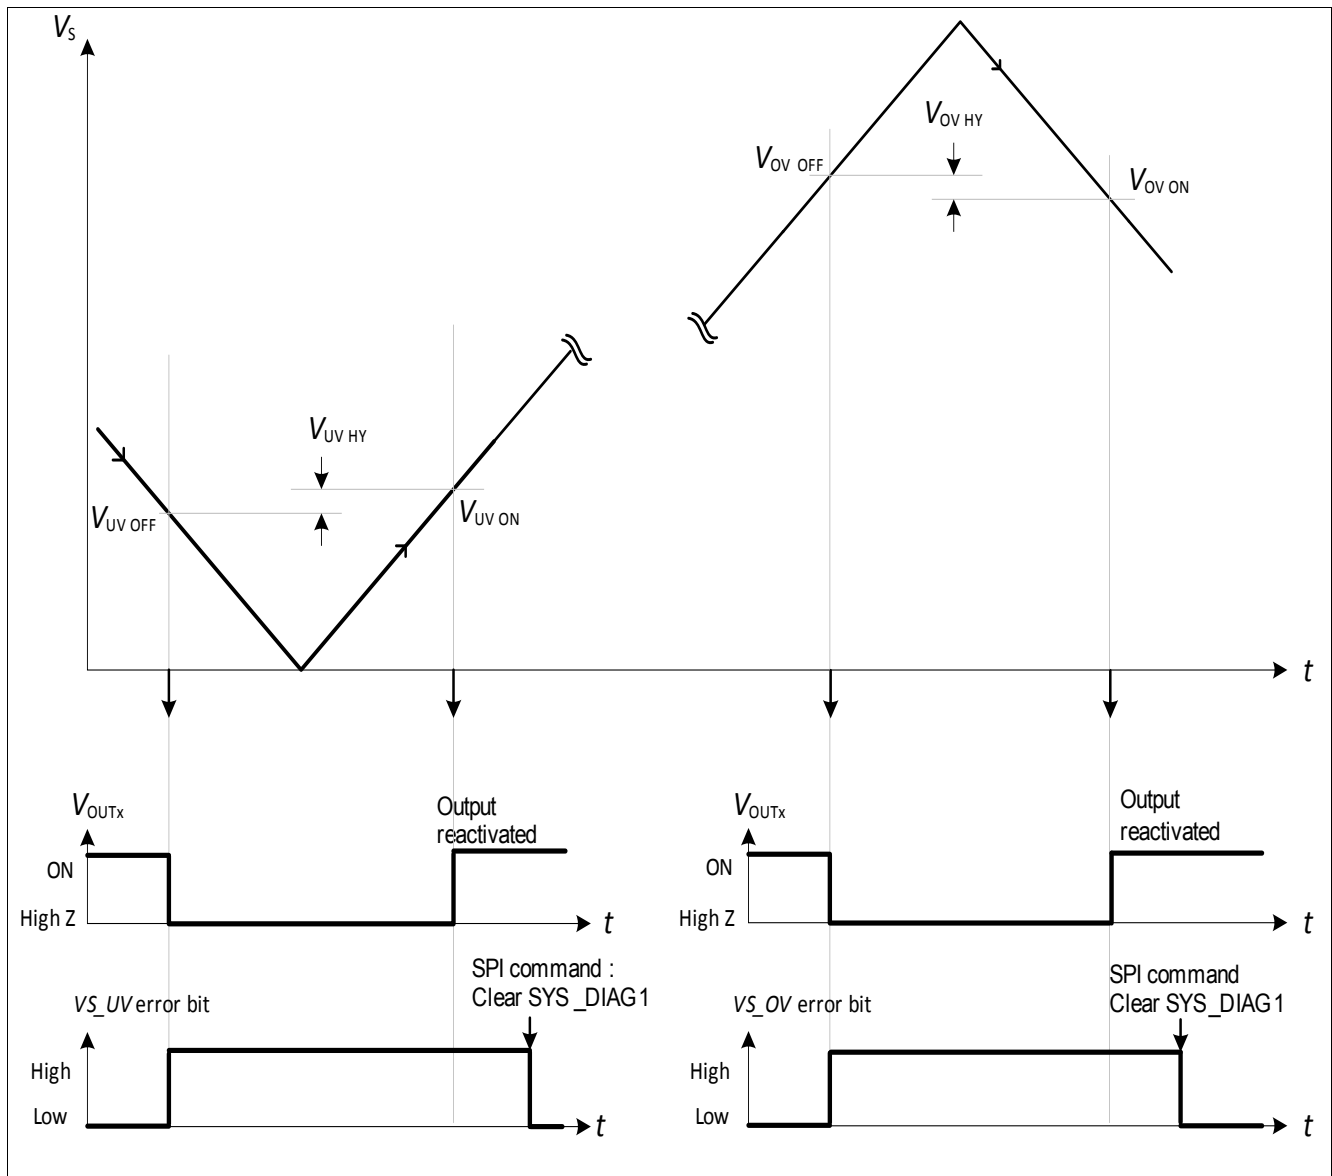 VS
VOV HY
VOV OFF
VOV ON
VUV HY
VUV OFF
VUV ON
t
VOUTx
Output
reactivated
ON
High Z
t
VOUTx
Output
reactivated
ON
High Z
t
SPI command :
Clear SYS_DIAG1
VS_UV error bit
High
Low
t
SPI command
Clear SYS_DIAG1
VS_OV error bit
High
Low
t